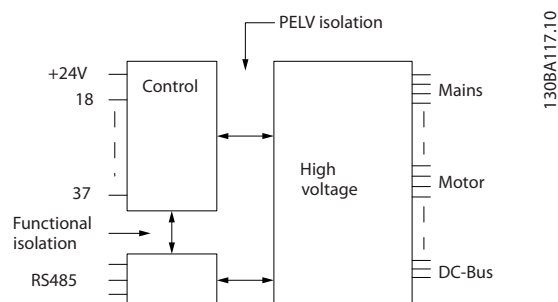 PELV isolation
+24V
Control
18
37
High
voltage
Mains
Motor
DC-Bus
Functional
isolation
RS485
130BA117.10